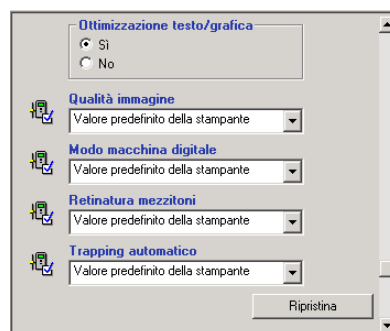 Ottimizzazione testo/grafica
Sì
No
Qualità immagine
Valore predefinito della stampante
Modo macchina digitale
Valore predefinito della stampante
Retinatura mezzitoni
Valore predefinito della stampante
Trapping automatico
Valore predefinito della stampante
Ripristina